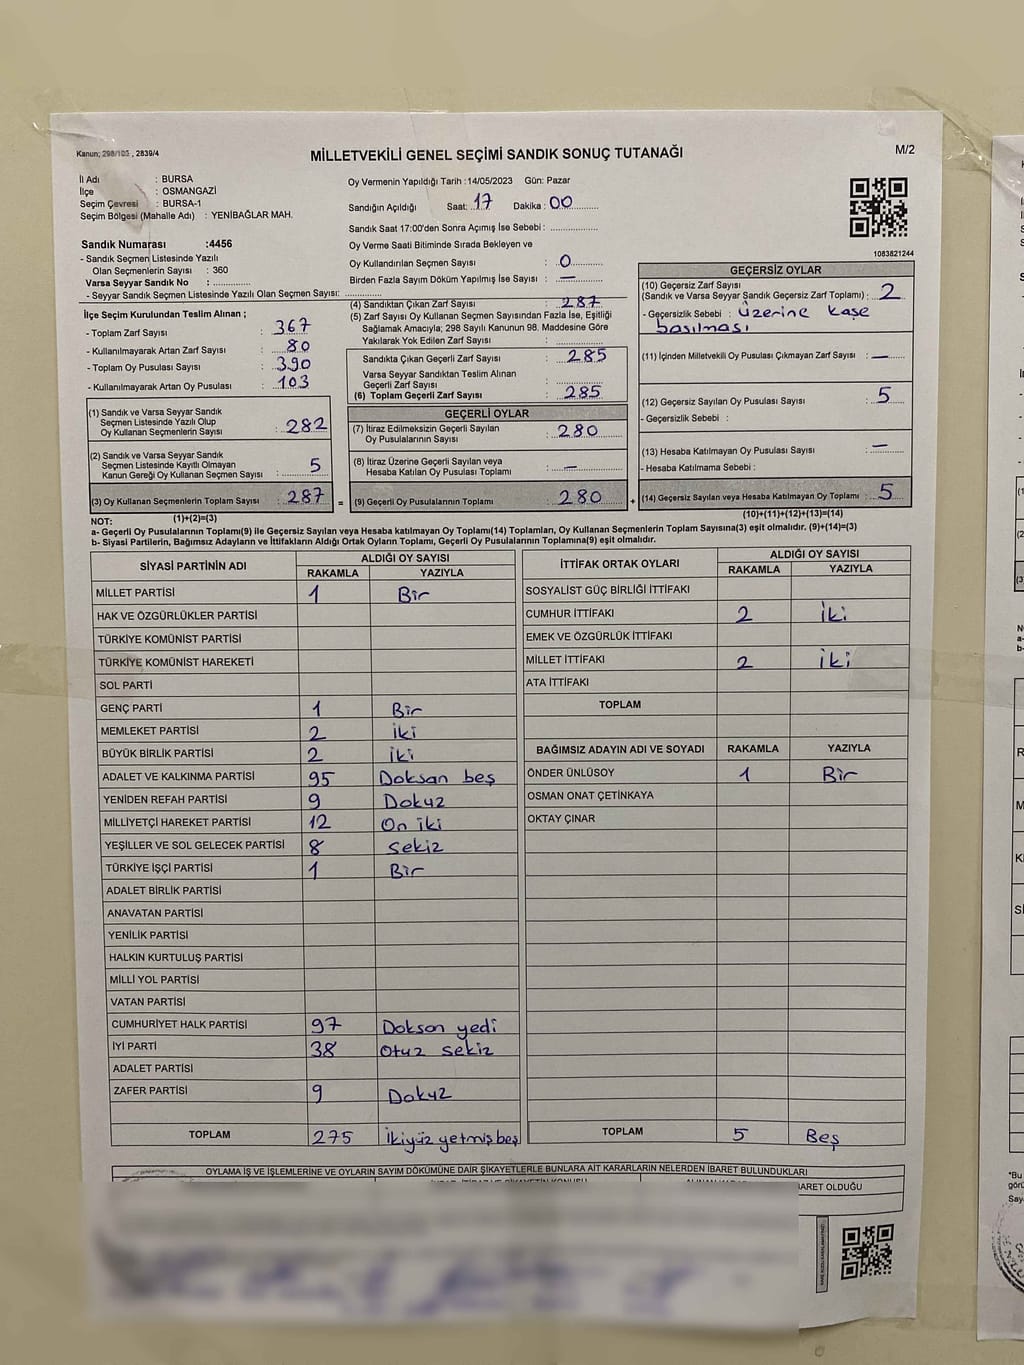 Kanun; 298/105 , 2839/4
MİLLETVEKİLİ GENEL SEÇİMİ SANDIK SONUÇ TUTANAĞI
M/2
İl Adı : BURSA
İlçe : OSMANGAZİ
Seçim Çevresi : BURSA-1
Seçim Bölgesi (Mahalle Adı) : YENİBAĞLAR MAH.
Sandık Numarası :4456
- Sandık Seçmen Listesinde Yazılı
Olan Seçmenlerin Sayısı : 360
Varsa Seyyar Sandık No : ..............
- Seyyar Sandık Seçmen Listesinde Yazılı Olan Seçmen Sayısı: ..............
Oy Vermenin Yapıldığı Tarih :14/05/2023 Gün: Pazar
Sandığın Açıldığı Saat: 17 Dakika : 00
Sandık Saat 17:00'den Sonra Açımış İse Sebebi : ..............
Oy Verme Saati Bitiminde Sırada Bekleyen ve
Oy Kullandırılan Seçmen Sayısı : 0
Birden Fazla Sayım Döküm Yapılmış İse Sayısı : —
1083821244
İlçe Seçim Kurulundan Teslim Alınan ;
- Toplam Zarf Sayısı : 367
- Kullanılmayarak Artan Zarf Sayısı : 80
- Toplam Oy Pusulası Sayısı : 390
- Kullanılmayarak Artan Oy Pusulası : 103
(1) Sandık ve Varsa Seyyar Sandık
Seçmen Listesinde Yazılı Olup
Oy Kullanan Seçmenlerin Sayısı : 282
(2) Sandık ve Varsa Seyyar Sandık
Seçmen Listesinde Kayıtlı Olmayan
Kanun Gereği Oy Kullanan Seçmen Sayısı : 5
(3) Oy Kullanan Seçmenlerin Toplam Sayısı : 287 =
(1)+(2)=(3)
(4) Sandıktan Çıkan Zarf Sayısı : 287
(5) Zarf Sayısı Oy Kullanan Seçmen Sayısından Fazla İse, Eşitliği
Sağlamak Amacıyla; 298 Sayılı Kanunun 98. Maddesine Göre
Yakılarak Yok Edilen Zarf Sayısı : ..............
Sandıkta Çıkan Geçerli Zarf Sayısı : 285
Varsa Seyyar Sandıktan Teslim Alınan
Geçerli Zarf Sayısı : ..............
(6) Toplam Geçerli Zarf Sayısı : 285
GEÇERLİ OYLAR
(7) İtiraz Edilmeksizin Geçerli Sayılan
Oy Pusulalarının Sayısı : 280
(8) İtiraz Üzerine Geçerli Sayılan veya
Hesaba Katılan Oy Pusulası Toplamı : —
(9) Geçerli Oy Pusulalarının Toplamı : 280 +
GEÇERSİZ OYLAR
(10) Geçersiz Zarf Sayısı
(Sandık ve Varsa Seyyar Sandık Geçersiz Zarf Toplamı) : 2
- Geçersizlik Sebebi : üzerine kaşe
basılması
(11) İçinden Milletvekili Oy Pusulası Çıkmayan Zarf Sayısı : —
(12) Geçersiz Sayılan Oy Pusulası Sayısı : 5
- Geçersizlik Sebebi :
(13) Hesaba Katılmayan Oy Pusulası Sayısı : —
- Hesaba Katılmama Sebebi :
(14) Geçersiz Sayılan veya Hesaba Katılmayan Oy Toplamı : 5
(10)+(11)+(12)+(13)=(14)
NOT:
a- Geçerli Oy Pusulalarının Toplamı(9) ile Geçersiz Sayılan veya Hesaba katılmayan Oy Toplamı(14) Toplamları, Oy Kullanan Seçmenlerin Toplam Sayısına(3) eşit olmalıdır. (9)+(14)=(3)
b- Siyasi Partilerin, Bağımsız Adayların ve İttifakların Aldığı Ortak Oyların Toplamı, Geçerli Oy Pusulalarının Toplamına(9) eşit olmalıdır.
SİYASİ PARTİNİN ADI ALDIĞI OY SAYISI
RAKAMLA YAZIYLA
MİLLET PARTİSİ 1 Bir
HAK VE ÖZGÜRLÜKLER PARTİSİ
TÜRKİYE KOMÜNİST PARTİSİ
TÜRKİYE KOMÜNİST HAREKETİ
SOL PARTİ
GENÇ PARTİ 1 Bir
MEMLEKET PARTİSİ 2 İki
BÜYÜK BİRLİK PARTİSİ 2 İki
ADALET VE KALKINMA PARTİSİ 95 Doksan beş
YENİDEN REFAH PARTİSİ 9 Dokuz
MİLLİYETÇİ HAREKET PARTİSİ 12 On iki
YEŞİLLER VE SOL GELECEK PARTİSİ 8 sekiz
TÜRKİYE İŞÇİ PARTİSİ 1 Bir
ADALET BİRLİK PARTİSİ
ANAVATAN PARTİSİ
YENİLİK PARTİSİ
HALKIN KURTULUŞ PARTİSİ
MİLLİ YOL PARTİSİ
VATAN PARTİSİ
CUMHURİYET HALK PARTİSİ 97 Doksan yedi
İYİ PARTİ 38 Otuz sekiz
ADALET PARTİSİ
ZAFER PARTİSİ 9 Dokuz
TOPLAM 275 İkiyüz yetmiş beş
İTTİFAK ORTAK OYLARI ALDIĞI OY SAYISI
RAKAMLA YAZIYLA
SOSYALİST GÜÇ BİRLİĞİ İTTİFAKI
CUMHUR İTTİFAKI 2 İki
EMEK VE ÖZGÜRLÜK İTTİFAKI
MİLLET İTTİFAKI 2 İki
ATA İTTİFAKI
TOPLAM
BAĞIMSIZ ADAYIN ADI VE SOYADI RAKAMLA YAZIYLA
ÖNDER ÜNLÜSOY 1 Bir
OSMAN ONAT ÇETİNKAYA
OKTAY ÇINAR
TOPLAM 5 Beş
OYLAMA İŞ VE İŞLEMLERİNE VE OYLARIN SAYIM DÖKÜMÜNE DAİR ŞİKAYETLERLE BUNLARA AİT KARARLARIN NELERDEN İBARET BULUNDUKLARI
BARET OLDUĞU